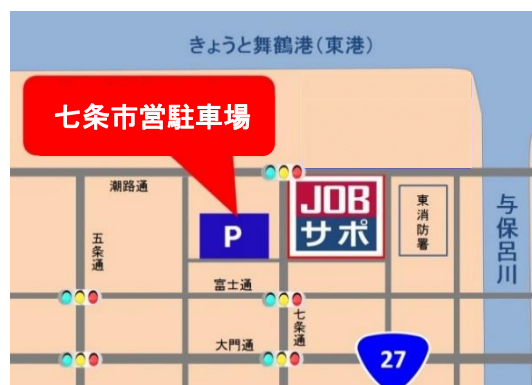 きょうと舞鶴港（東港）
七条市営駐車場
潮路通
JOB
サポ
東消防署
与保呂川
五条通
P
富士通
七条通
大門通
27